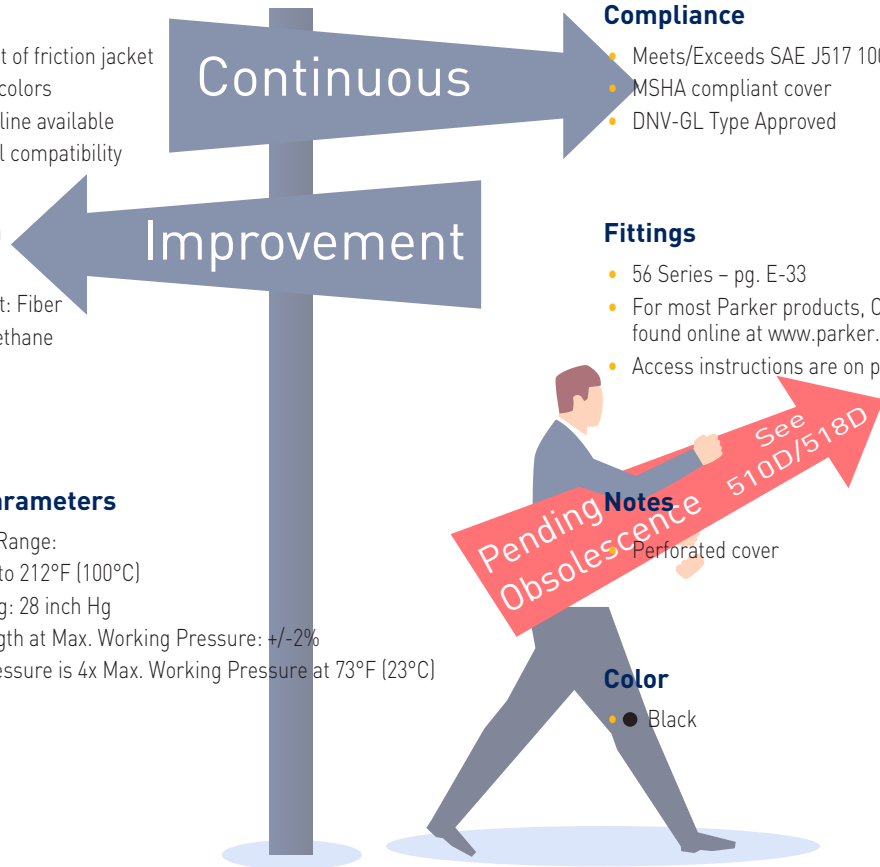 t of friction jacket
colors
line available
l compatibility
t: Fiber
ethane
arameters
Range:
to 212°F (100°C)
g: 28 inch Hg
gth at Max. Working Pressure: +/-2%
essure is 4x Max. Working Pressure at 73°F (23°C)
Continuous
Improvement
Compliance
• Meets/Exceeds SAE J517 100
• MSHA compliant cover
• DNV-GL Type Approved
Fittings
• 56 Series – pg. E-33
• For most Parker products, C
found online at www.parker.
• Access instructions are on p
Pending
Obsolescence
See
510D/518D
Notes
• Perforated cover
Color
• Black